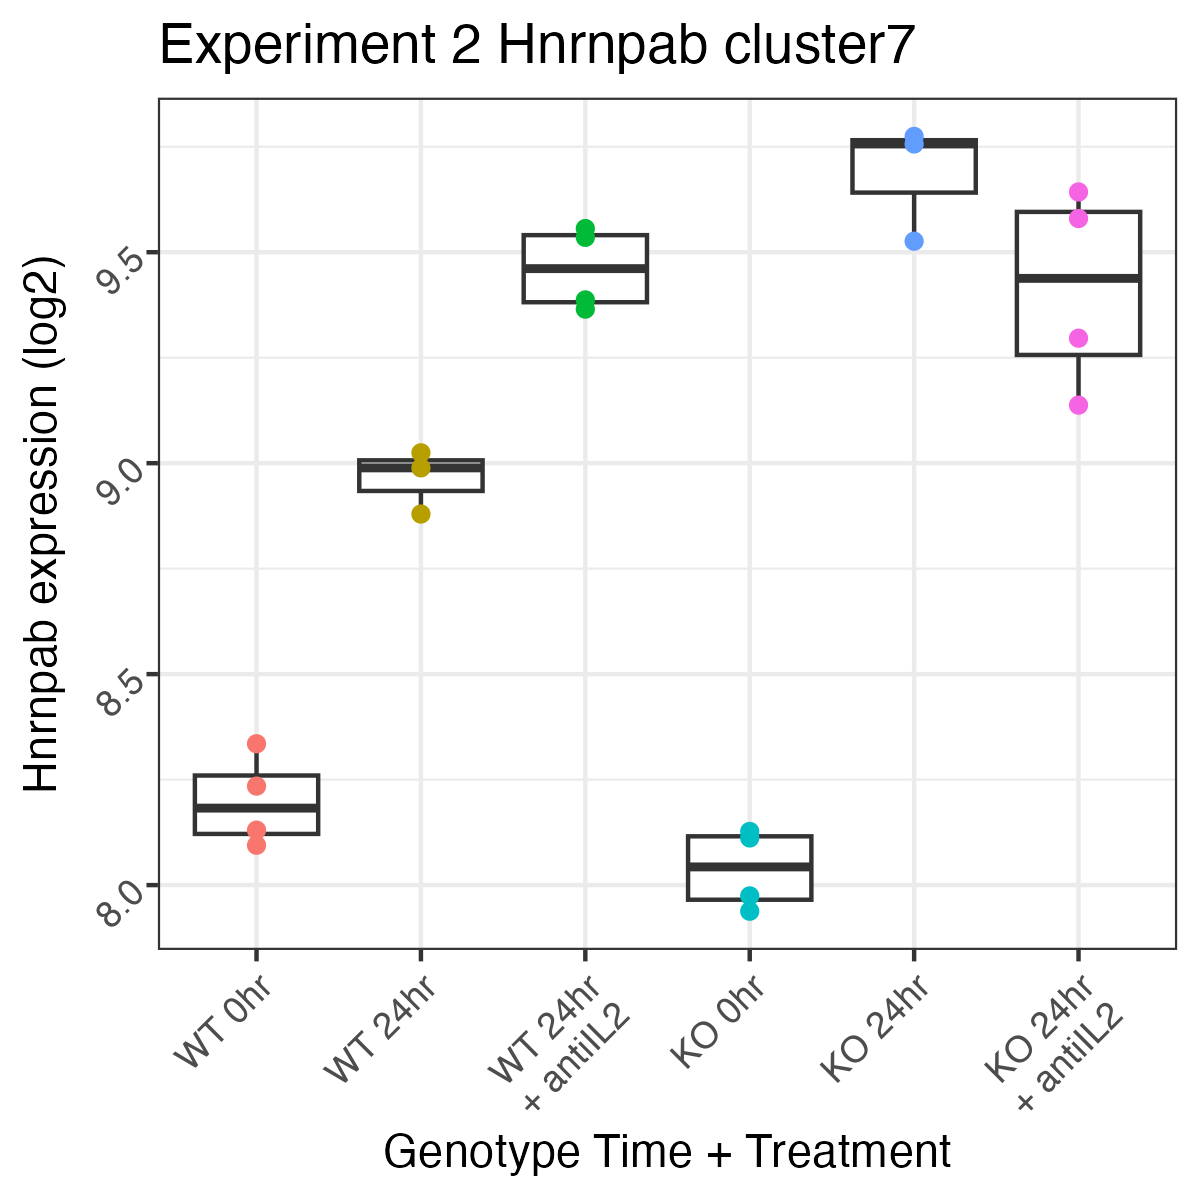 Experiment 2 Hnrnpab cluster7
Hnrnpab expression (log2)
9.5
9.0
8.5
8.0
WT 0hr
WT 24hr
WT 24hr
+ antiIL2
KO 0hr
KO 24hr
KO 24hr
+ antiIL2
Genotype Time + Treatment